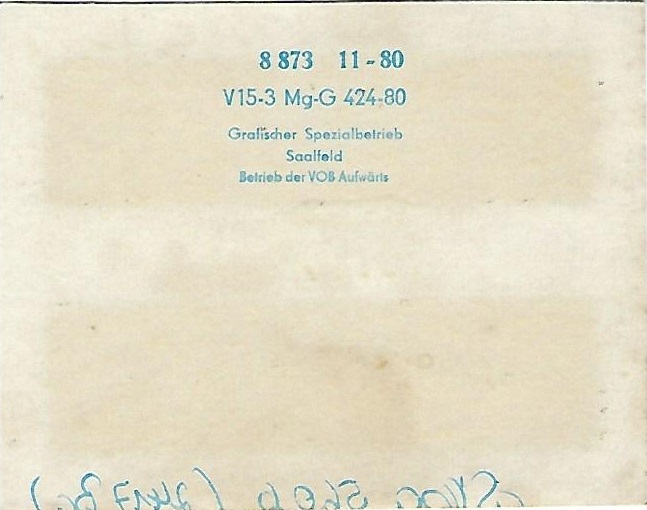 8 873 11-80
V15-3 Mg-G 424-80
Grafischer Spezialbetrieb
Saalfeld
Betrieb der VOB Aufwärts